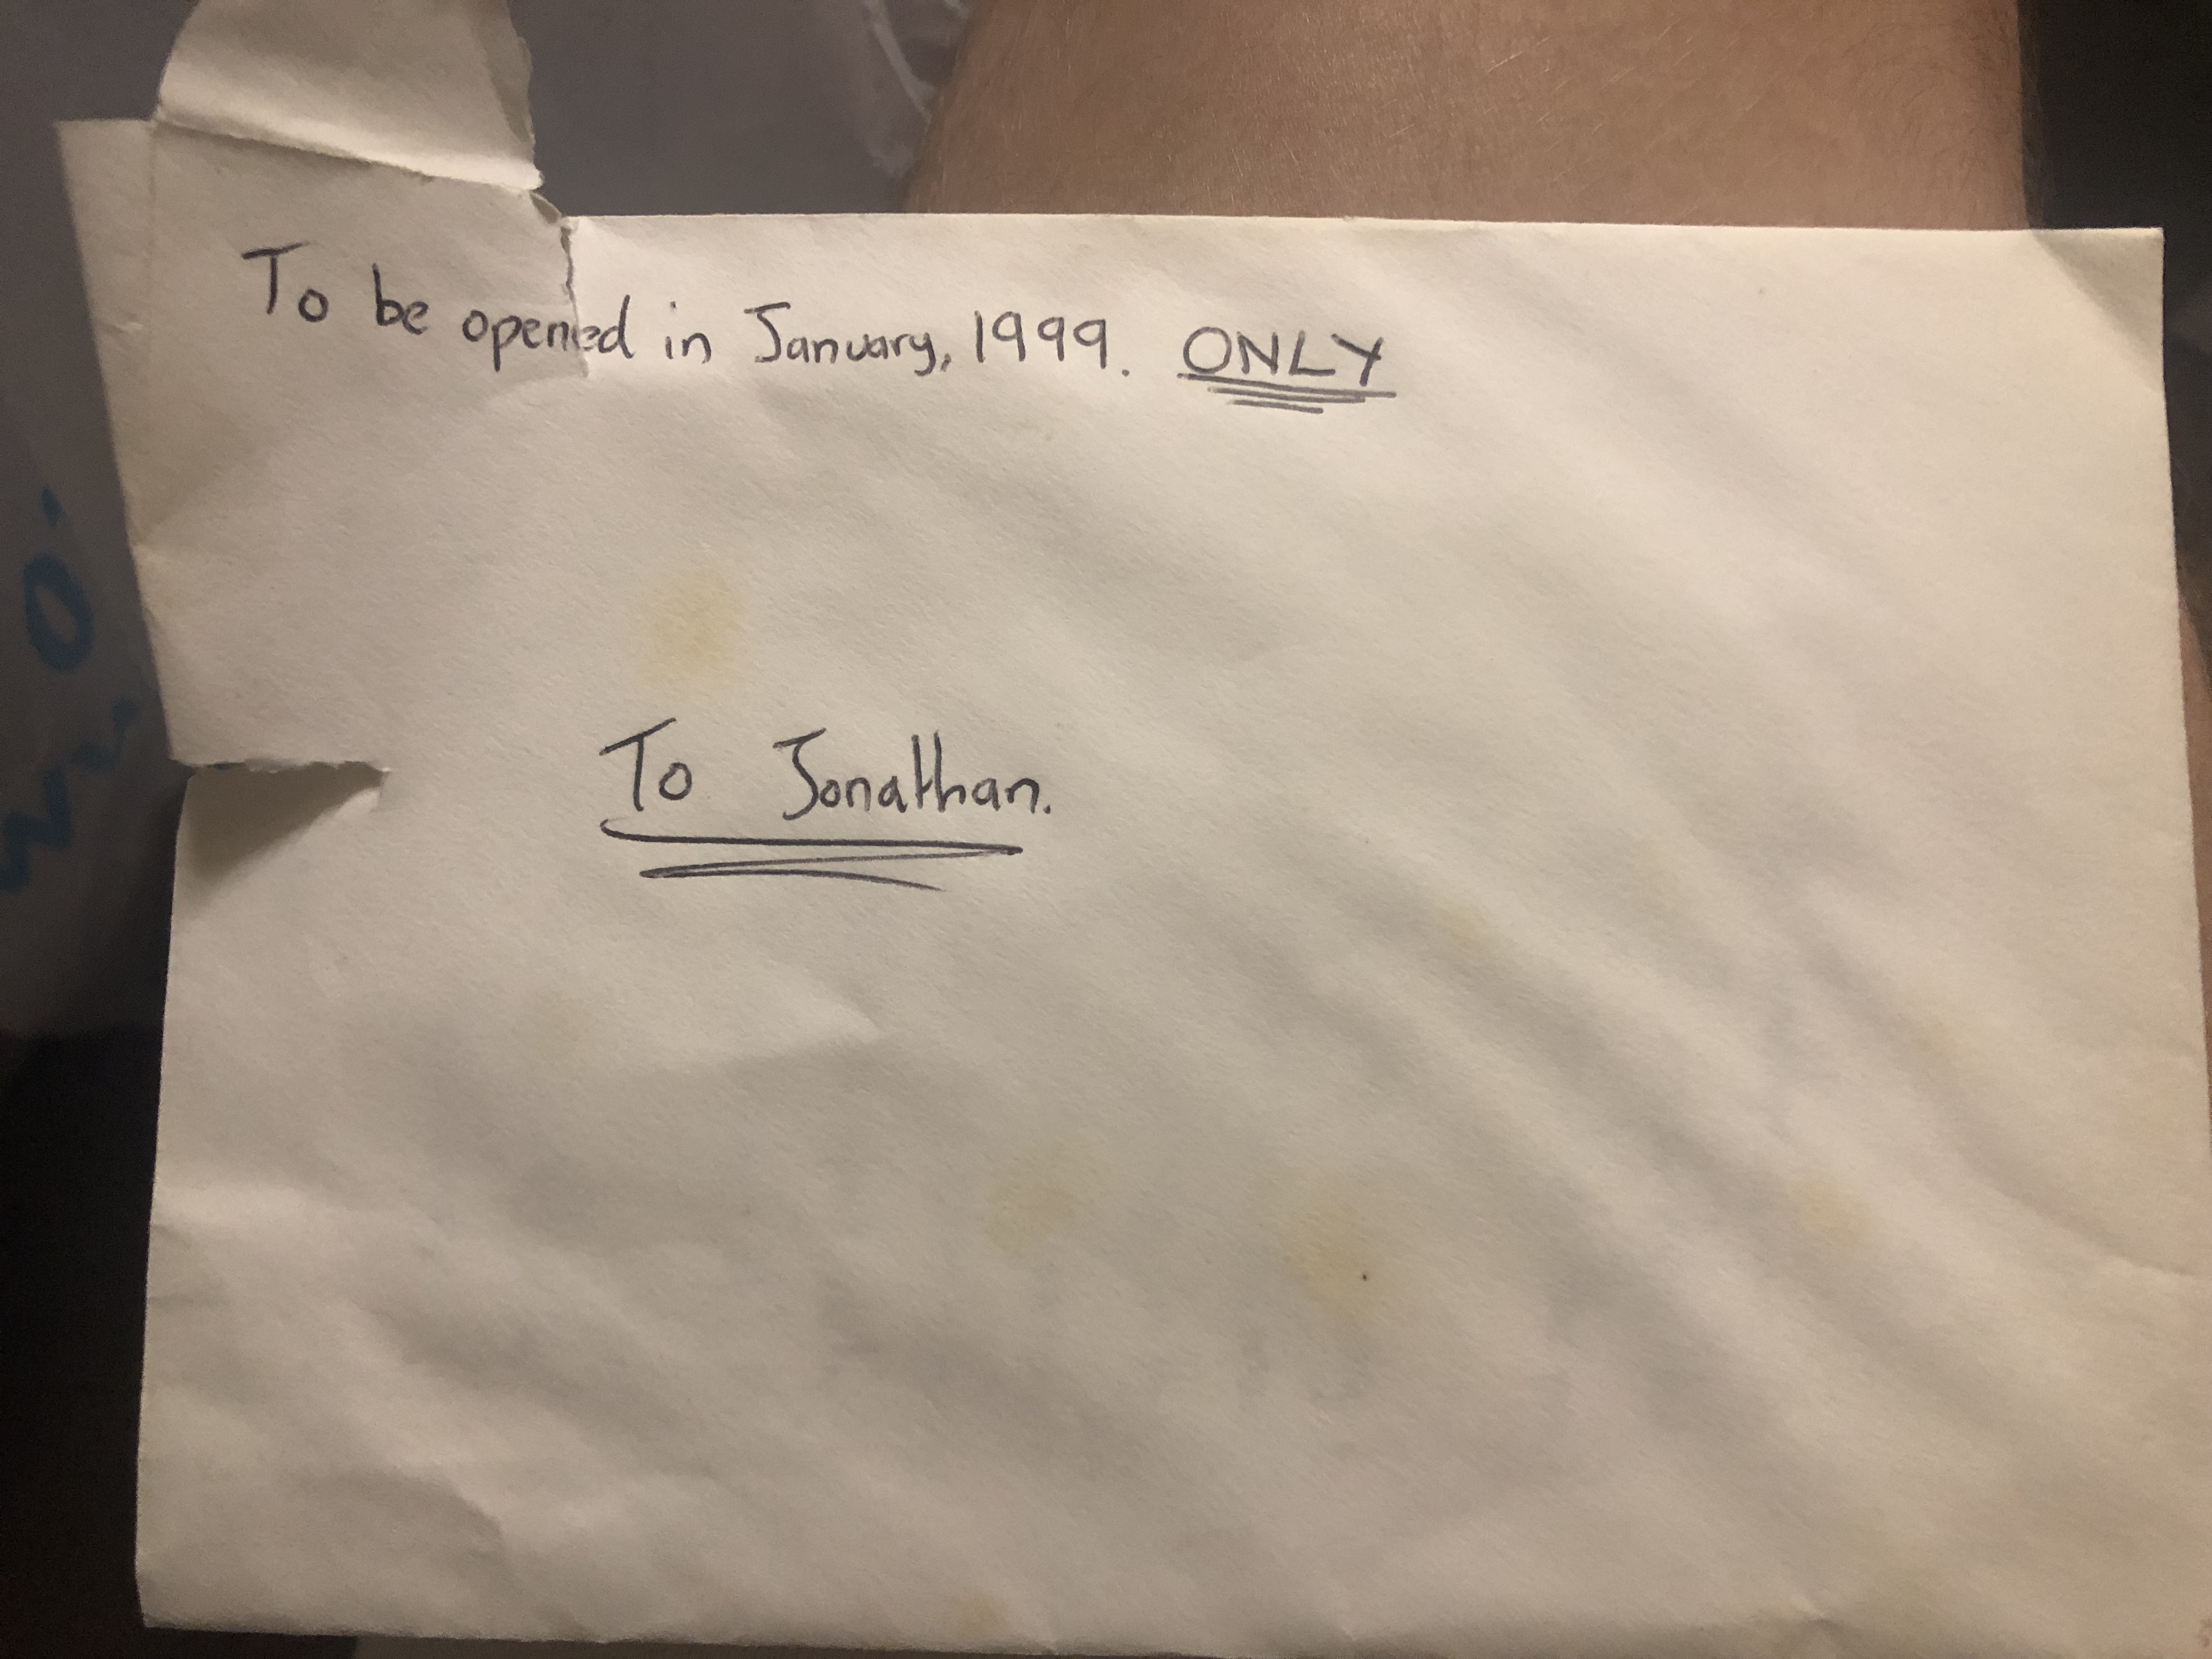 To be opened in January, 1999. ONLY
To Jonathan.